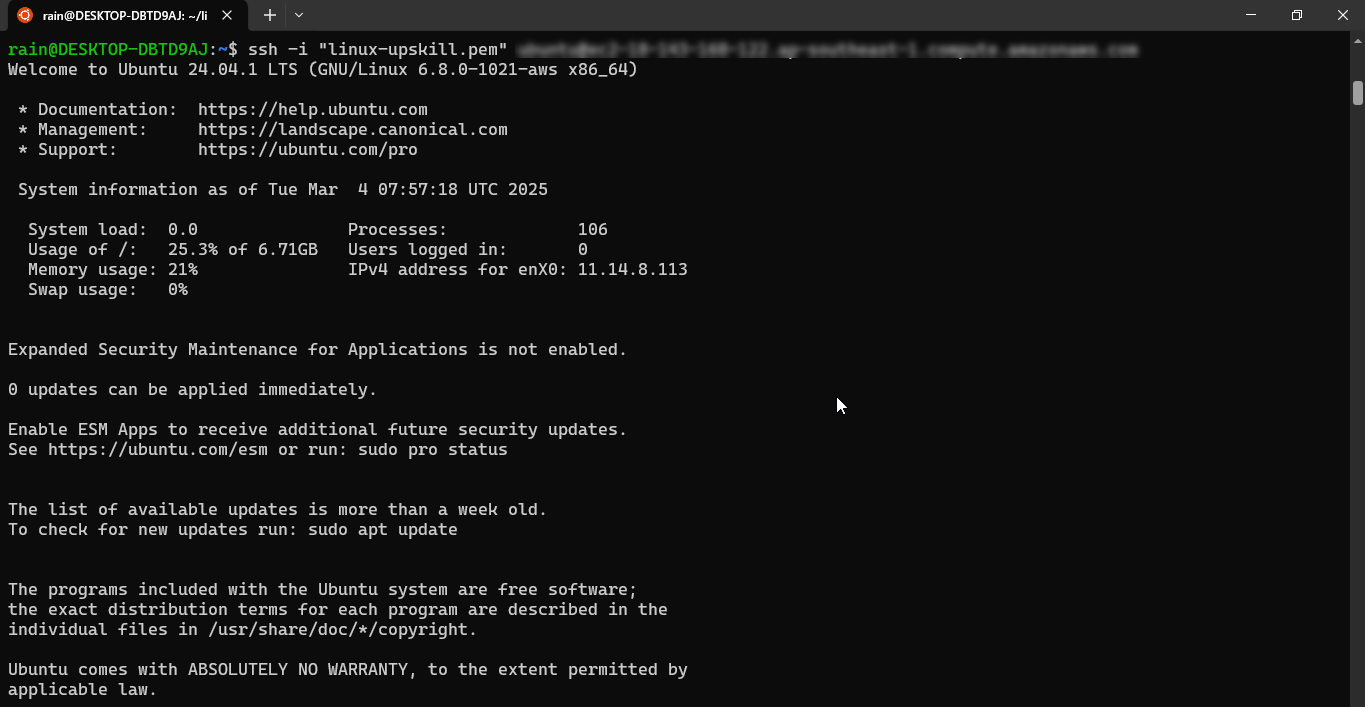 rain@DESKTOP-DBTD9AJ: ~/li
rain@DESKTOP-DBTD9AJ:~$ ssh -i "linux-upskill.pem"
Welcome to Ubuntu 24.04.1 LTS (GNU/Linux 6.8.0-1021-aws x86_64)
* Documentation:  https://help.ubuntu.com
* Management:     https://landscape.canonical.com
* Support:        https://ubuntu.com/pro
System information as of Tue Mar  4 07:57:18 UTC 2025
System load:  0.0               Processes:             106
Usage of /:   25.3% of 6.71GB   Users logged in:       0
Memory usage: 21%               IPv4 address for enX0: 11.14.8.113
Swap usage:   0%
Expanded Security Maintenance for Applications is not enabled.
0 updates can be applied immediately.
Enable ESM Apps to receive additional future security updates.
See https://ubuntu.com/esm or run: sudo pro status
The list of available updates is more than a week old.
To check for new updates run: sudo apt update
The programs included with the Ubuntu system are free software;
the exact distribution terms for each program are described in the
individual files in /usr/share/doc/*/copyright.
Ubuntu comes with ABSOLUTELY NO WARRANTY, to the extent permitted by
applicable law.